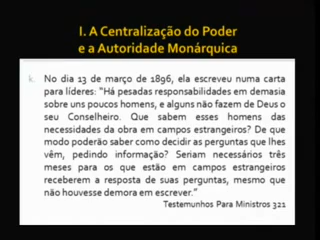 I. A Centralização do Poder
e a Autoridade Monárquica
k. No dia 13 de março de 1896, ela escreveu numa carta
para líderes: "Há pesadas responsabilidades em demasia
sobre uns poucos homens, e alguns não fazem de Deus o
seu Conselheiro. Que sabem esses homens das
necessidades da obra em campos estrangeiros? De que
modo poderão saber como decidir as perguntas que lhes
vêm, pedindo informação? Seriam necessários três
meses para os que estão em campos estrangeiros
receberem a resposta de suas perguntas, mesmo que
não houvesse demora em escrever."
Testemunhos Para Ministros 321